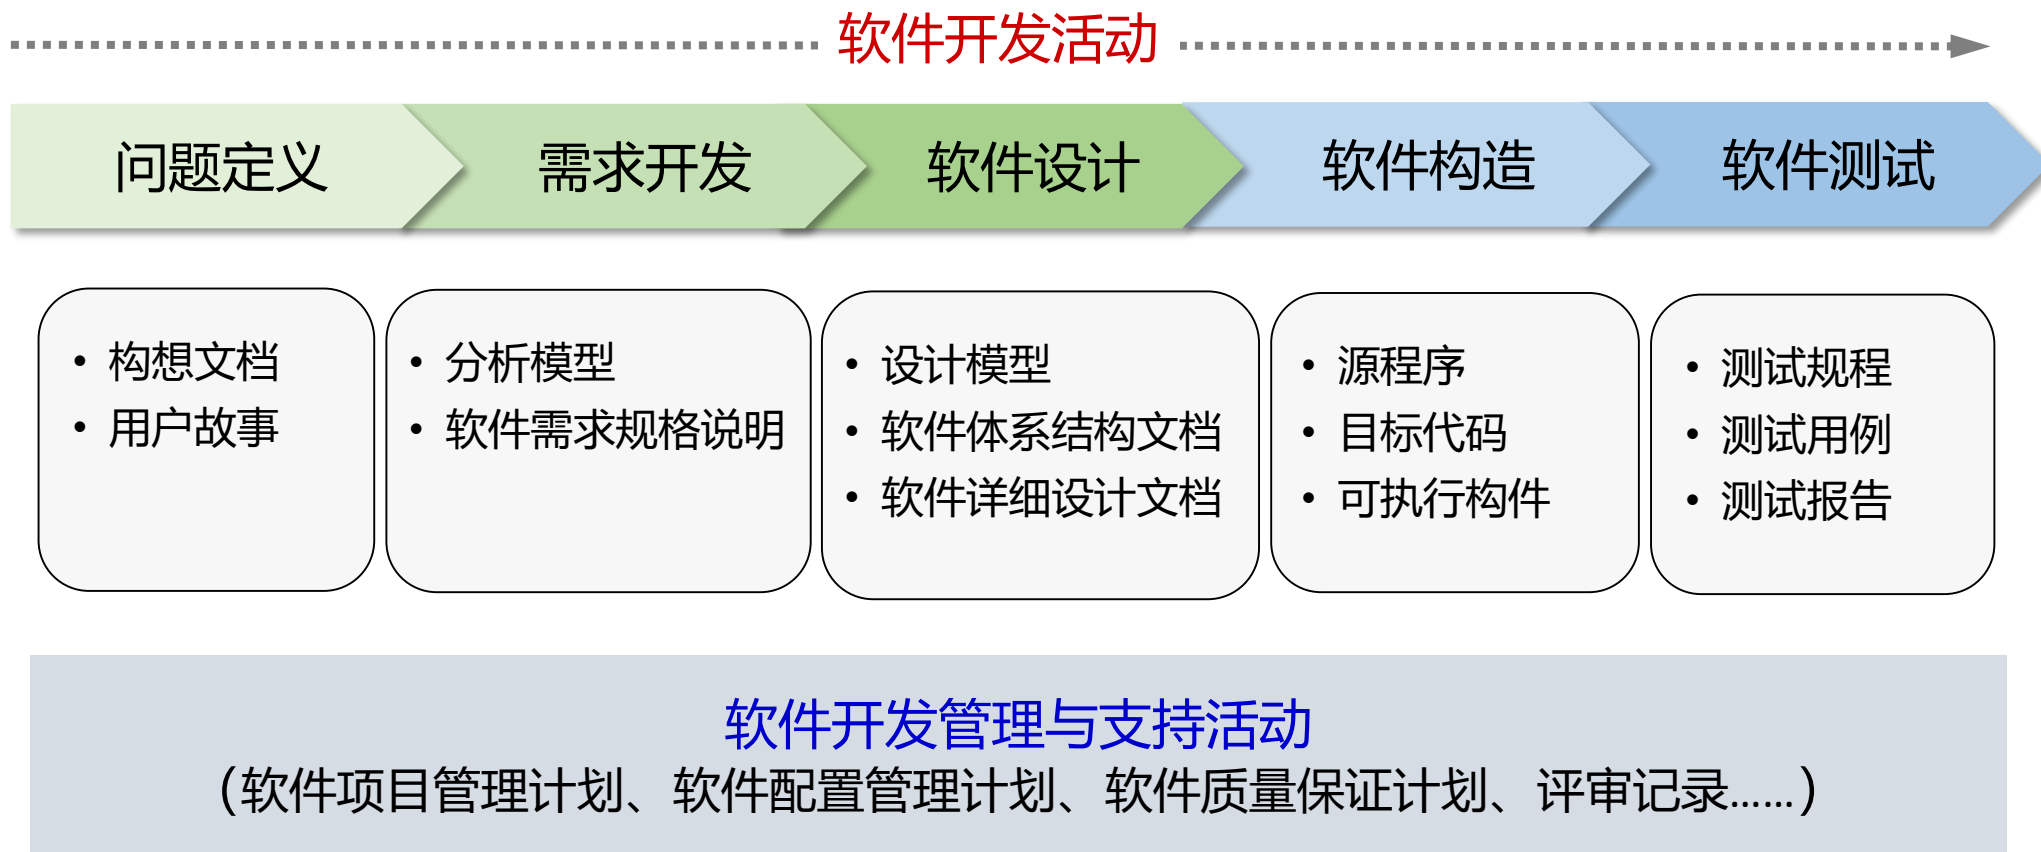 软件开发活动
问题定义
需求开发
软件设计
软件构造
软件测试
• 构想文档
• 用户故事
• 分析模型
• 软件需求规格说明
• 设计模型
• 软件体系结构文档
• 软件详细设计文档
• 源程序
• 目标代码
• 可执行构件
• 测试规程
• 测试用例
• 测试报告
软件开发管理与支持活动
(软件项目管理计划、软件配置管理计划、软件质量保证计划、评审记录……)